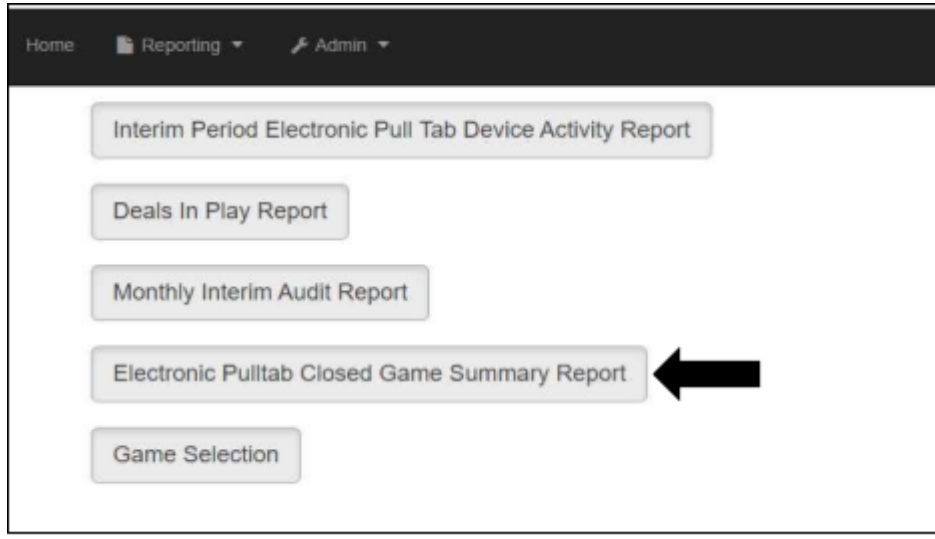 Home Reporting Admin
Interim Period Electronic Pull Tab Device Activity Report
Deals In Play Report
Monthly Interim Audit Report
Electronic Pulltab Closed Game Summary Report
Game Selection